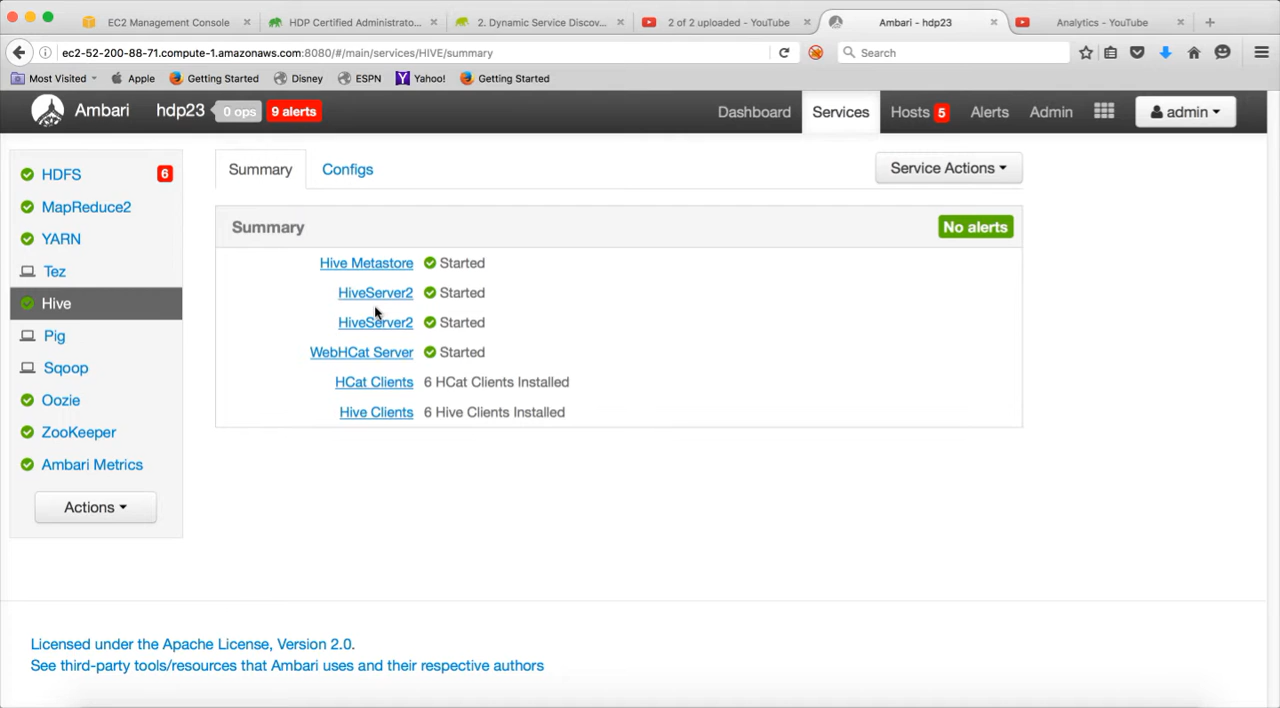 EC2 Management Console
HDP Certified Administrato...
2. Dynamic Service Discov...
2 of 2 uploaded - YouTube
Ambari - hdp23
Analytics - YouTube
ec2-52-200-88-71.compute-1.amazonaws.com:8080/#/main/services/HIVE/summary
Search
Most Visited
Apple
Getting Started
Disney
ESPN
Yahoo!
Getting Started
Ambari
hdp23
0 ops
9 alerts
Dashboard
Services
Hosts 5
Alerts
Admin
admin
HDFS 6
MapReduce2
YARN
Tez
Hive
Pig
Sqoop
Oozie
ZooKeeper
Ambari Metrics
Actions
Summary
Configs
Service Actions
Summary
No alerts
Hive Metastore Started
HiveServer2 Started
HiveServer2 Started
WebHCat Server Started
HCat Clients 6 HCat Clients Installed
Hive Clients 6 Hive Clients Installed
Licensed under the Apache License, Version 2.0.
See third-party tools/resources that Ambari uses and their respective authors